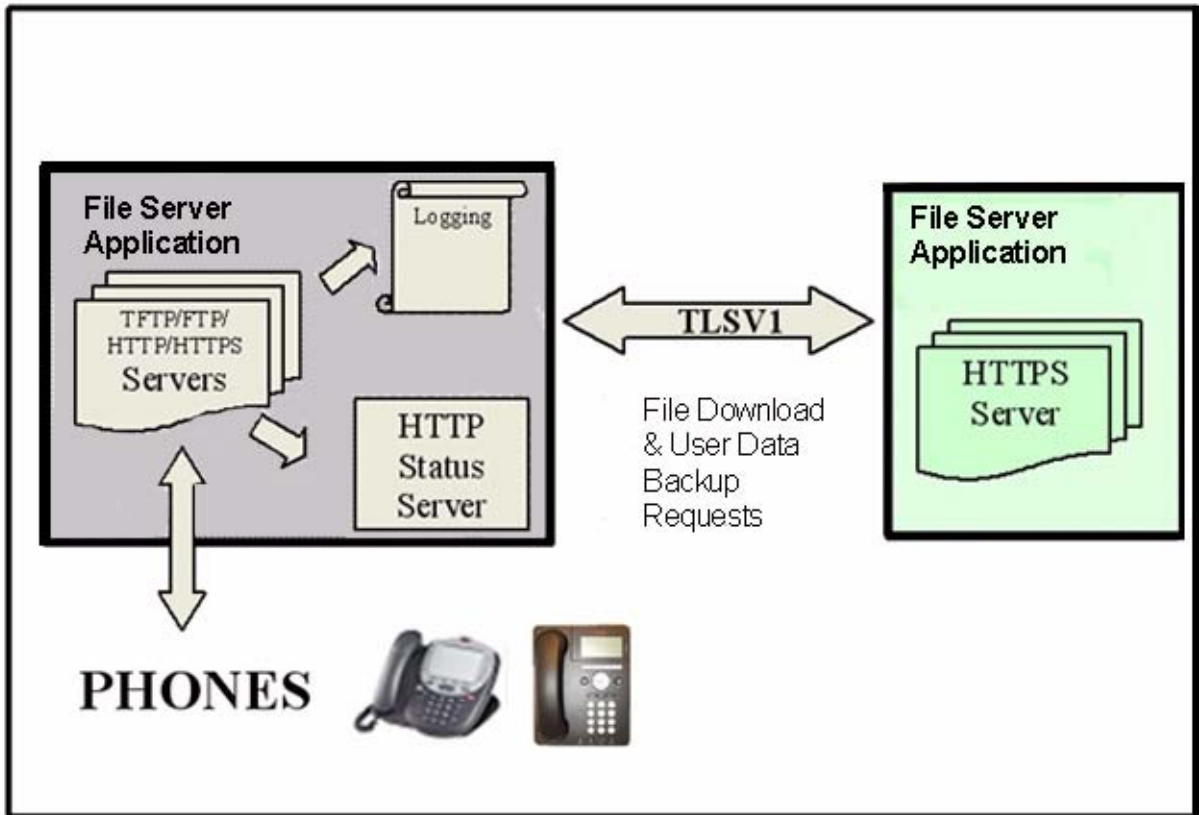 File Server
Application
Logging
TFTP/FTP/
HTTP/HTTPS
Servers
HTTP
Status
Server
PHONES
TLSV1
File Download
& User Data
Backup
Requests
File Server
Application
HTTPS
Server